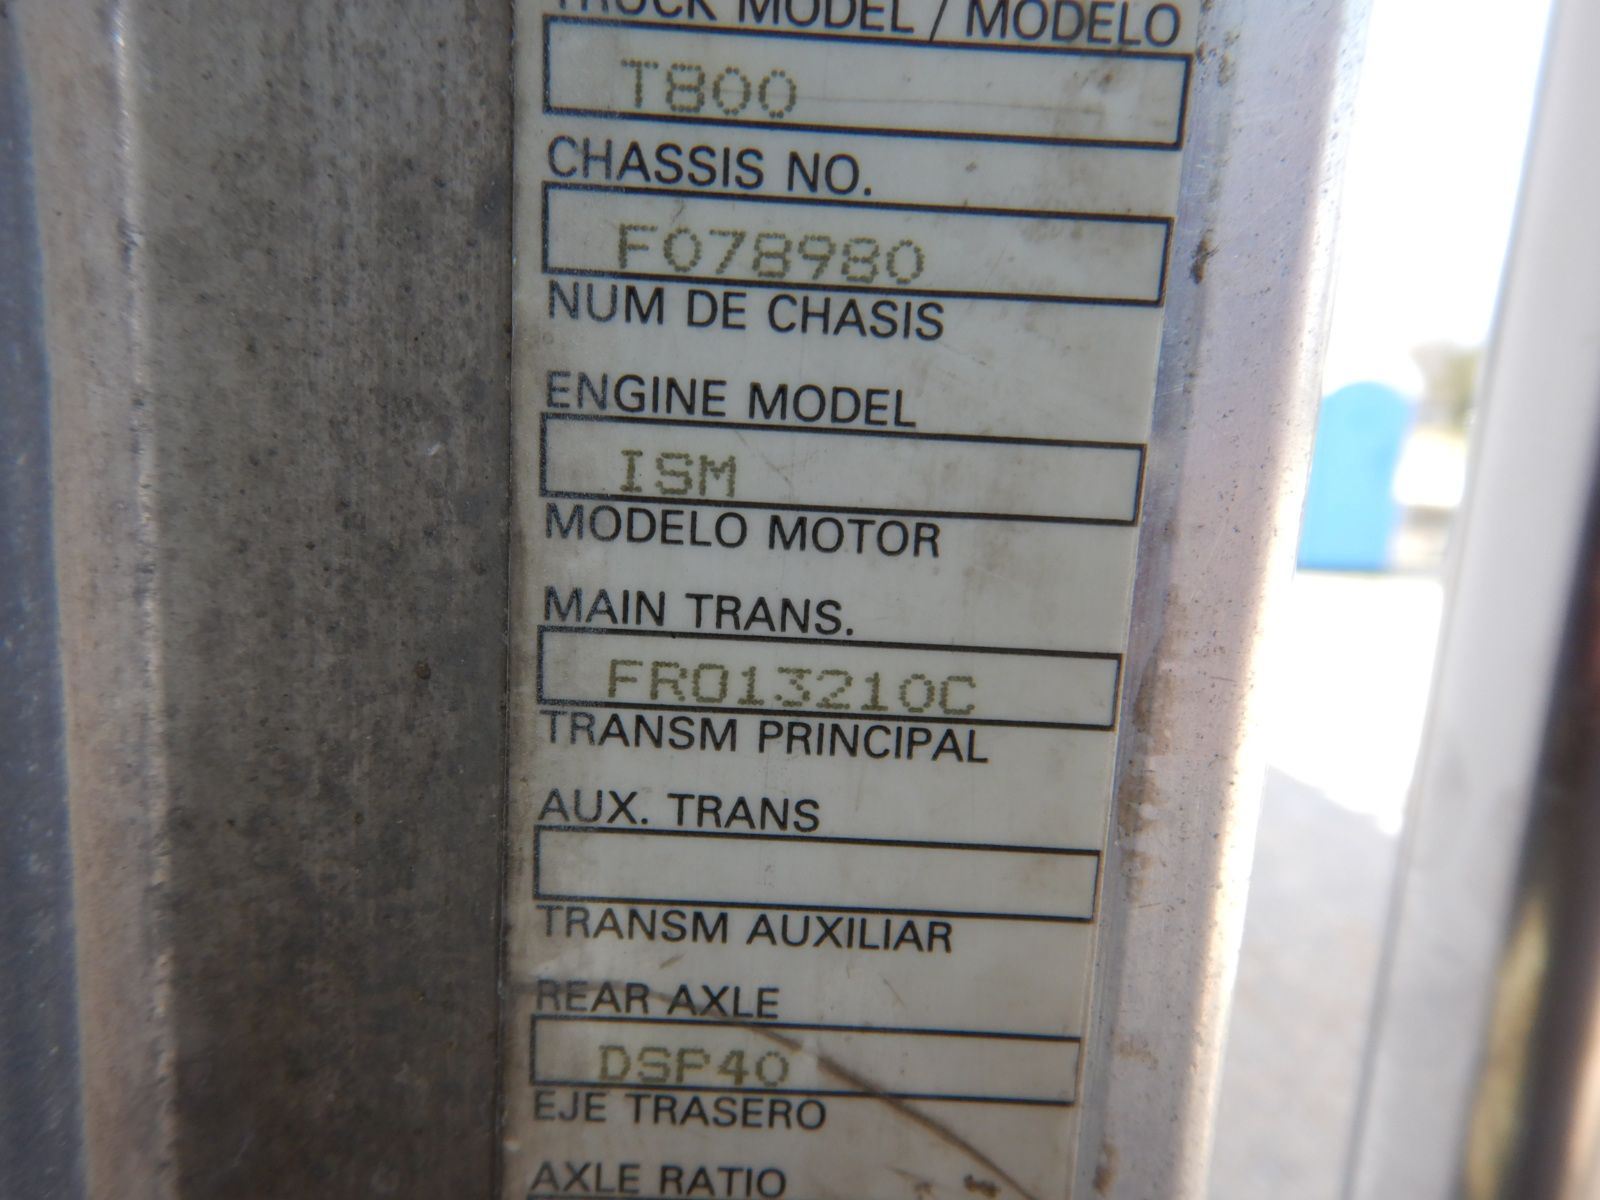 TRUCK MODEL / MODELO
T800
CHASSIS NO.
F078980
NUM DE CHASIS
ENGINE MODEL
ISM
MODELO MOTOR
MAIN TRANS.
FRO13210C
TRANSM PRINCIPAL
AUX. TRANS
TRANSM AUXILIAR
REAR AXLE
DSP40
EJE TRASERO
AXLE RATIO